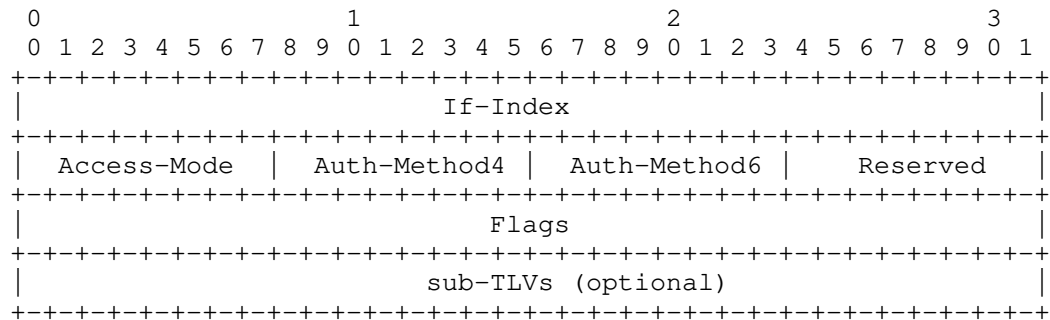 0                   1                   2                   3
 0 1 2 3 4 5 6 7 8 9 0 1 2 3 4 5 6 7 8 9 0 1 2 3 4 5 6 7 8 9 0 1
+-+-+-+-+-+-+-+-+-+-+-+-+-+-+-+-+-+-+-+-+-+-+-+-+-+-+-+-+-+-+-+-+
|                          If-Index                             |
+-+-+-+-+-+-+-+-+-+-+-+-+-+-+-+-+-+-+-+-+-+-+-+-+-+-+-+-+-+-+-+-+
|  Access-Mode  |  Auth-Method4 |  Auth-Method6 |    Reserved   |
+-+-+-+-+-+-+-+-+-+-+-+-+-+-+-+-+-+-+-+-+-+-+-+-+-+-+-+-+-+-+-+-+
|                             Flags                             |
+-+-+-+-+-+-+-+-+-+-+-+-+-+-+-+-+-+-+-+-+-+-+-+-+-+-+-+-+-+-+-+-+
|                         sub-TLVs (optional)                   |
+-+-+-+-+-+-+-+-+-+-+-+-+-+-+-+-+-+-+-+-+-+-+-+-+-+-+-+-+-+-+-+-+